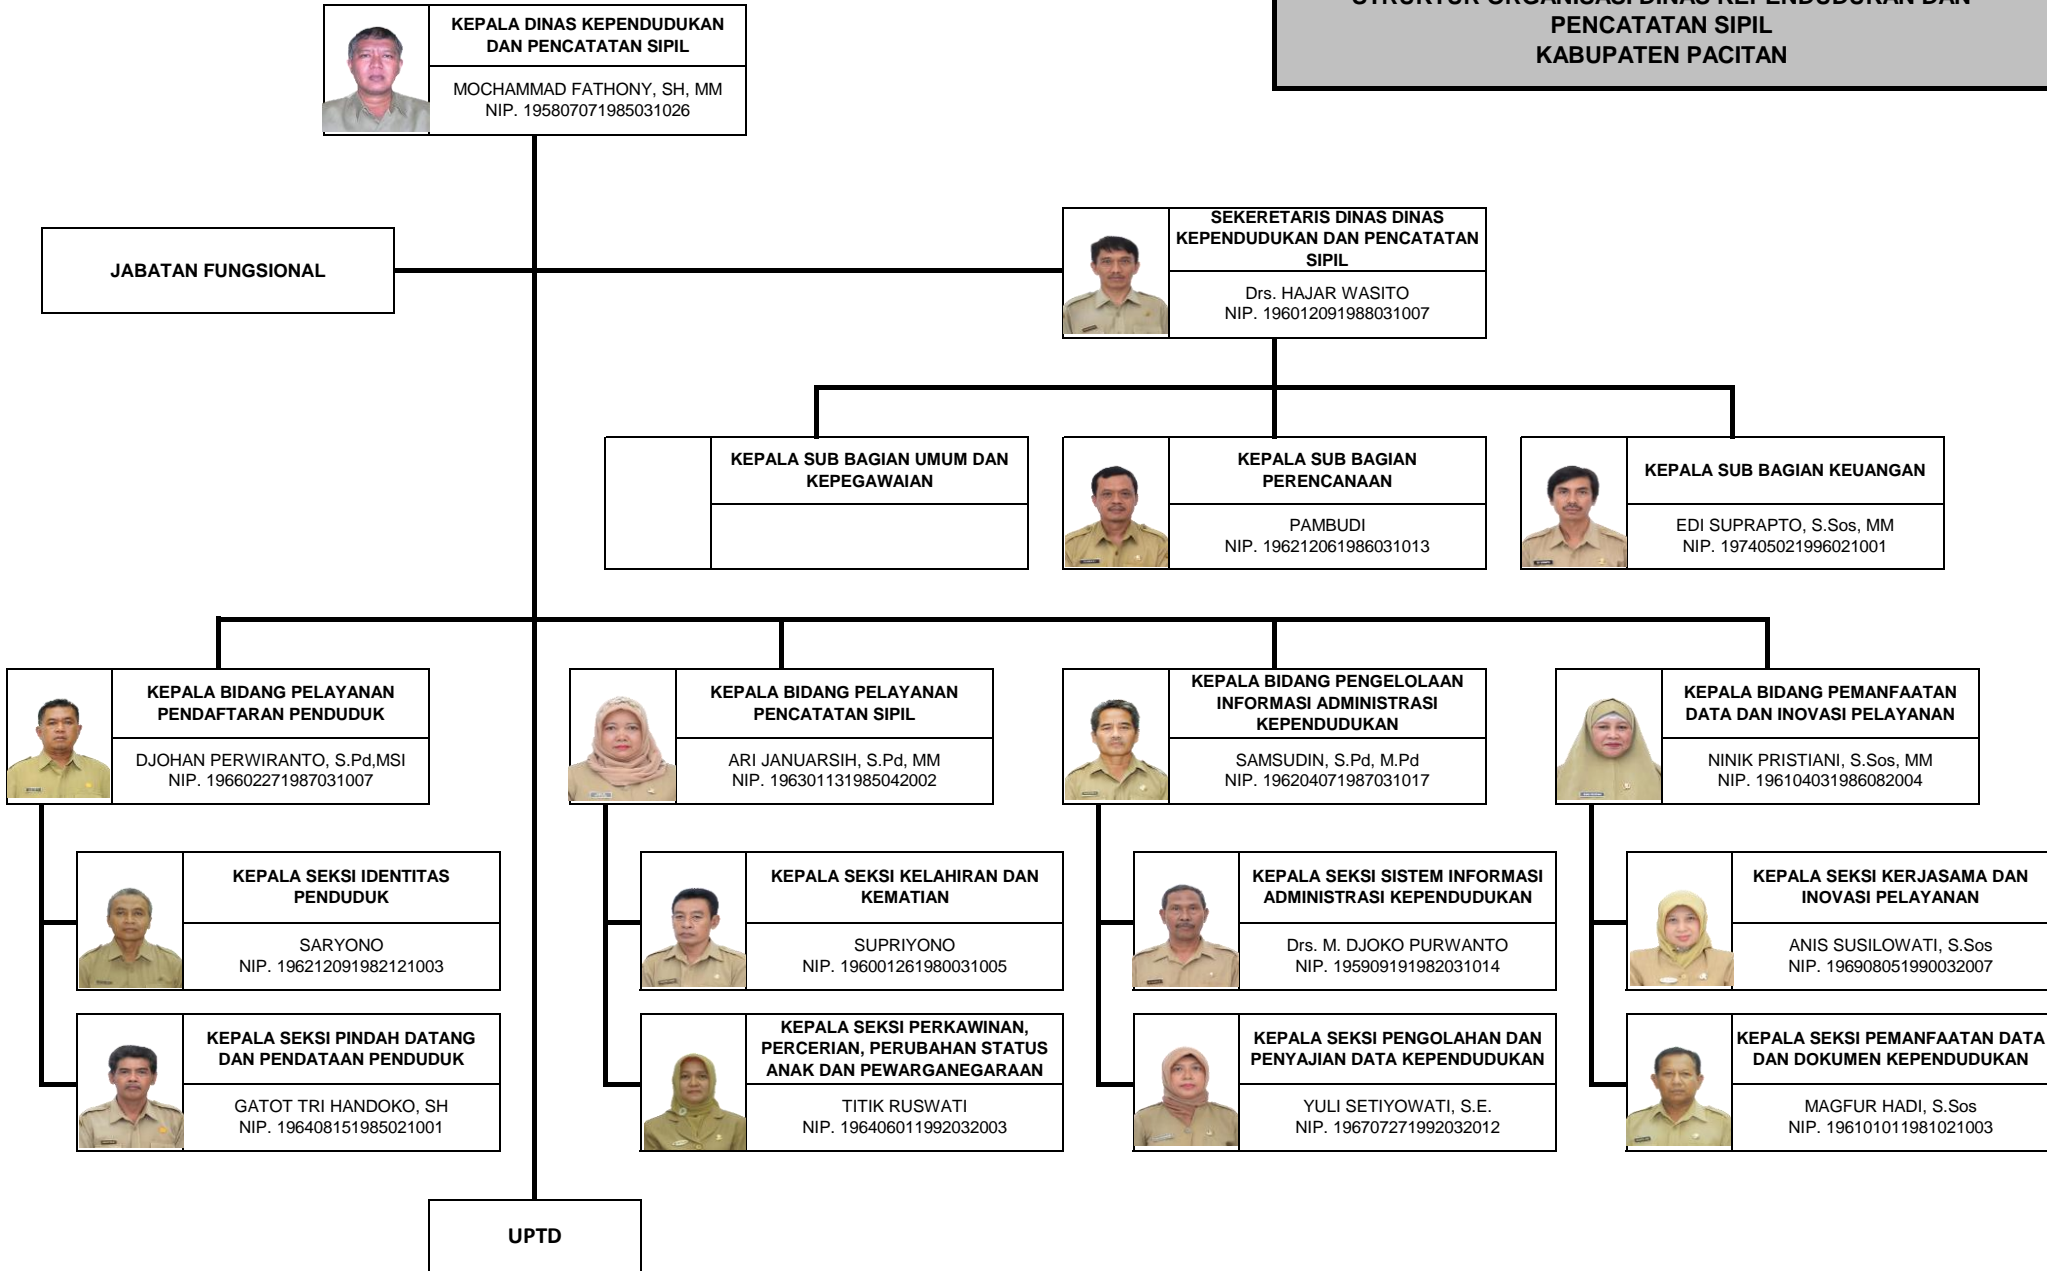 STRUKTUR ORGANISASI DINAS KEPENDUDUKAN DAN
PENCATATAN SIPIL
KABUPATEN PACITAN
KEPALA DINAS KEPENDUDUKAN
DAN PENCATATAN SIPIL
MOCHAMMAD FATHONY, SH, MM
NIP. 195807071985031026
JABATAN FUNGSIONAL
SEKERETARIS DINAS DINAS
KEPENDUDUKAN DAN PENCATATAN
SIPIL
Drs. HAJAR WASITO
NIP. 196012091988031007
KEPALA SUB BAGIAN UMUM DAN
KEPEGAWAIAN
KEPALA SUB BAGIAN
PERENCANAAN
PAMBUDI
NIP. 196212061986031013
KEPALA SUB BAGIAN KEUANGAN
EDI SUPRAPTO, S.Sos, MM
NIP. 197405021996021001
KEPALA BIDANG PELAYANAN
PENDAFTARAN PENDUDUK
DJOHAN PERWIRANTO, S.Pd,MSI
NIP. 196602271987031007
KEPALA BIDANG PELAYANAN
PENCATATAN SIPIL
ARI JANUARSIH, S.Pd, MM
NIP. 196301131985042002
KEPALA BIDANG PENGELOLAAN
INFORMASI ADMINISTRASI
KEPENDUDUKAN
SAMSUDIN, S.Pd, M.Pd
NIP. 196204071987031017
KEPALA BIDANG PEMANFAATAN
DATA DAN INOVASI PELAYANAN
NINIK PRISTIANI, S.Sos, MM
NIP. 196104031986082004
KEPALA SEKSI IDENTITAS
PENDUDUK
SARYONO
NIP. 196212091982121003
KEPALA SEKSI KELAHIRAN DAN
KEMATIAN
SUPRIYONO
NIP. 196001261980031005
KEPALA SEKSI SISTEM INFORMASI
ADMINISTRASI KEPENDUDUKAN
Drs. M. DJOKO PURWANTO
NIP. 195909191982031014
KEPALA SEKSI KERJASAMA DAN
INOVASI PELAYANAN
ANIS SUSILOWATI, S.Sos
NIP. 196908051990032007
KEPALA SEKSI PINDAH DATANG
DAN PENDATAAN PENDUDUK
GATOT TRI HANDOKO, SH
NIP. 196408151985021001
KEPALA SEKSI PERKAWINAN,
PERCERIAN, PERUBAHAN STATUS
ANAK DAN PEWARGANEGARAAN
TITIK RUSWATI
NIP. 196406011992032003
KEPALA SEKSI PENGOLAHAN DAN
PENYAJIAN DATA KEPENDUDUKAN
YULI SETIYOWATI, S.E.
NIP. 196707271992032012
KEPALA SEKSI PEMANFAATAN DATA
DAN DOKUMEN KEPENDUDUKAN
MAGFUR HADI, S.Sos
NIP. 196101011981021003
UPTD